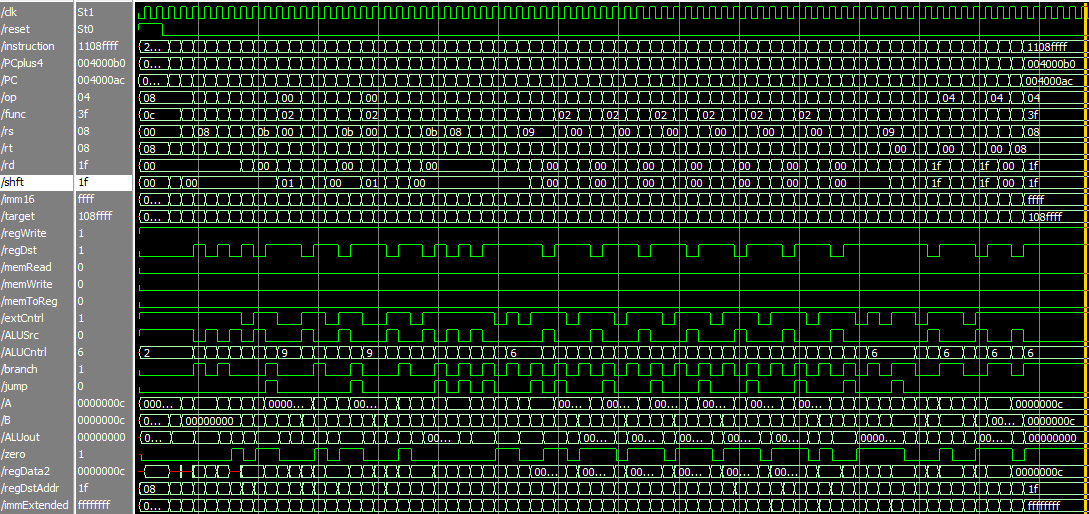 /clk St1
/reset St0
/instruction 1108ffff 2... 1108ffff
/PCplus4 004000b0 0... 004000b0
/PC 004000ac 0... 004000ac
/op 04 08 00 00 04 04 04
/func 3f 0c 02 02 02 02 02 02 02 02 3f
/rs 08 00 08 0b 00 0b 00 0b 08 09 00 00 00 00 00 00 09 08
/rt 08 08 00 00 00 08
/rd 1f 00 00 00 00 00 00 00 00 00 00 00 1f 1f 00 1f
/shft 1f 00 00 01 00 01 00 00 00 00 00 00 00 00 1f 1f 00 1f
/imm16 ffff 0... ffff
/target 108ffff 0... 108ffff
/regWrite 1
/regDst 1
/memRead 0
/memWrite 0
/memToReg 0
/extCntrl 1
/ALUSrc 0
/ALUCntrl 6 2 9 9 6 6 6 6 6
/branch 1
/jump 0
/A 0000000c 000... 0000... 00... 00... 00... 00... 00... 00... 00... 0000000c
/B 0000000c 0... 00000000 00... 0000000c
/ALUout 00000000 0... 00... 00... 00... 00... 00... 00... 00... 0000... 00... 00000000
/zero 1
/regData2 0000000c 00... 00... 00... 00... 00... 00... 0000000c
/regDstAddr 1f 08 1f
/immExtended ffffffff 0... ffffffff